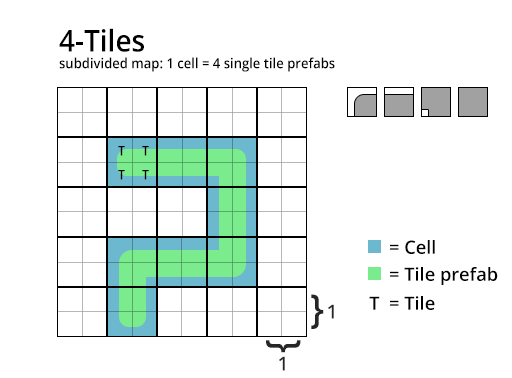 4-Tiles
subdivided map: 1 cell = 4 single tile prefabs
T T
T T
= Cell
= Tile prefab
T = Tile
1
1